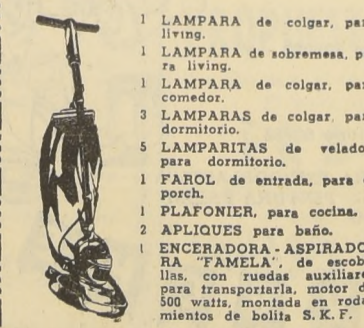 1 LAMPARA de colgar, par
living.
1 LAMPARA de sobremesa, p
ra living.
1 LAMPARA de colgar, par
comedor.
3 LAMPARAS de colgar par
dormitorio.
5 LAMPARITAS de velado
para dormitorio.
1 FAROL de entrada, para
porch.
1 PLAFONIER, para cocina.
2 APLIQUES para baño.
1 ENCERADORA - ASPIRADO
RA "FAMELA", de escob
llas, con ruedas auxiliare
para transportarla, motor d
500 watts, montada en roda
mientos de bolita S. K. F.